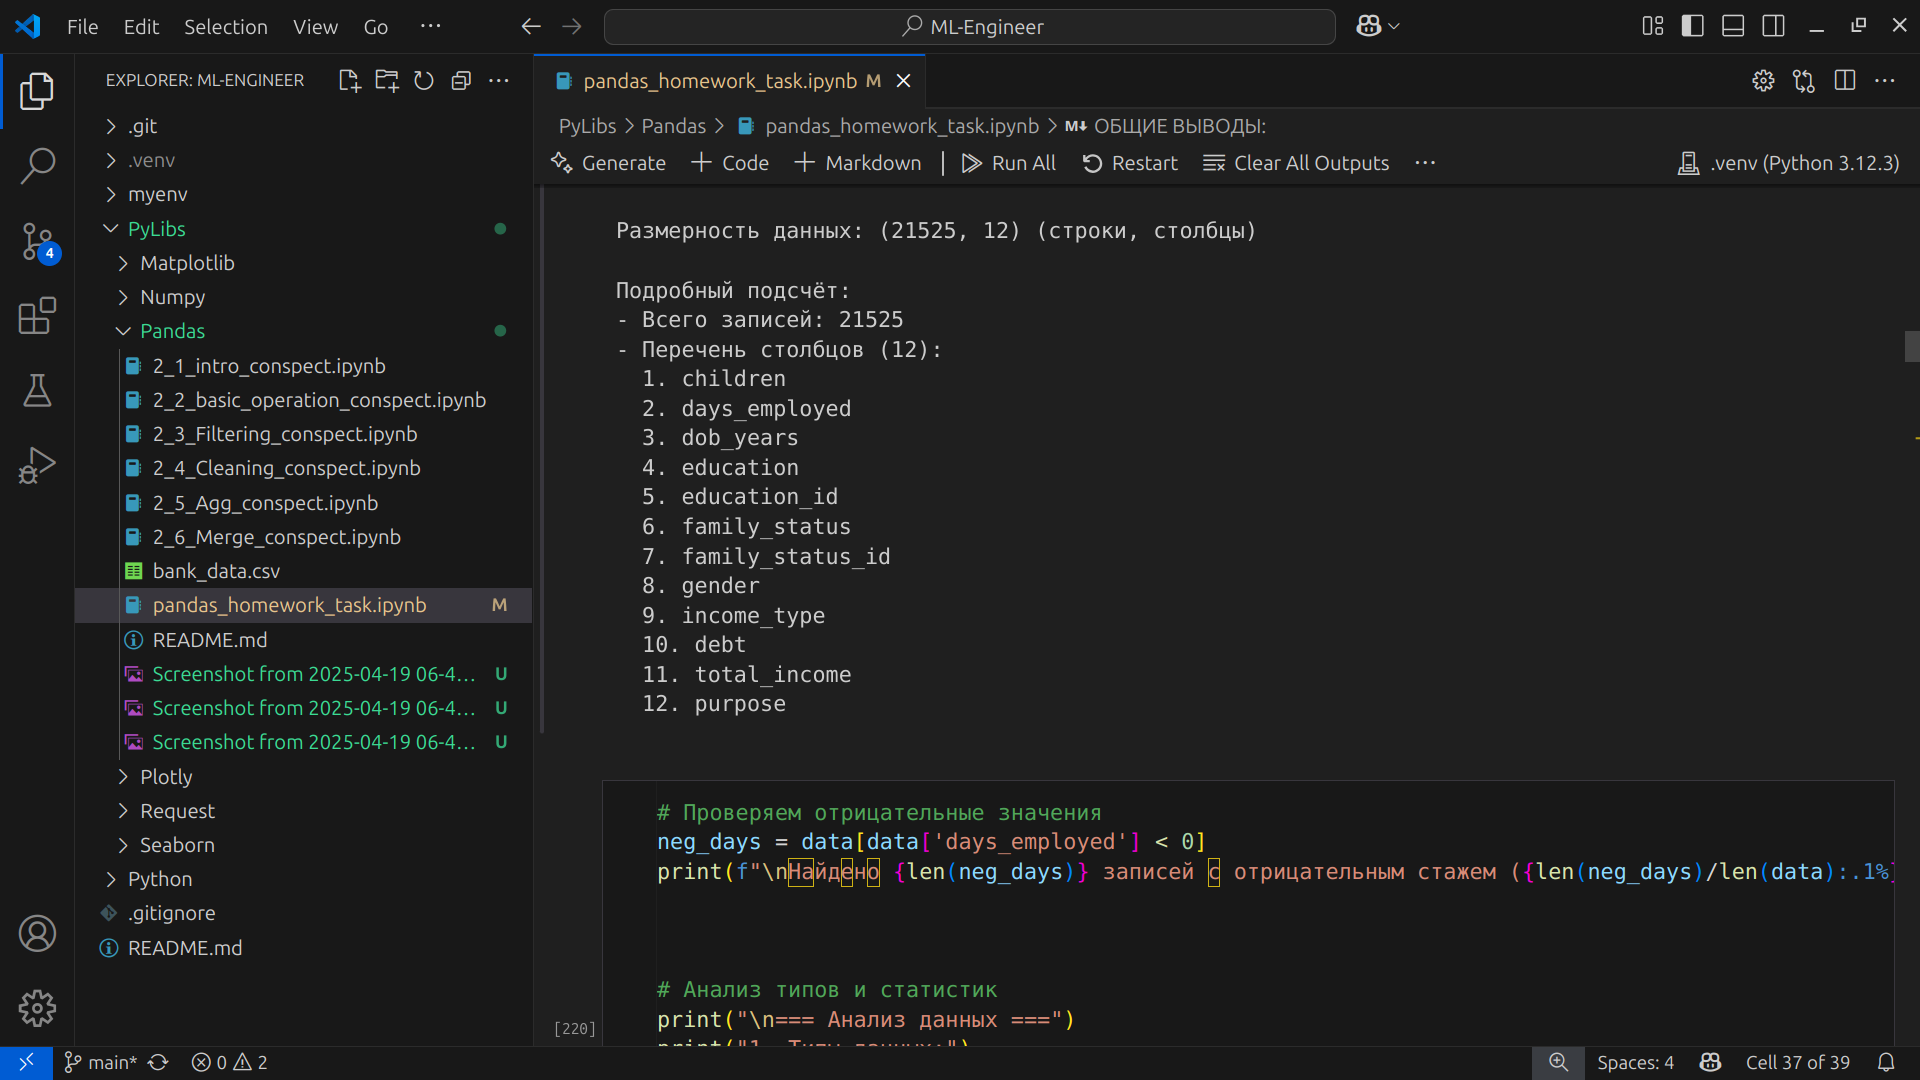 File Edit Selection View Go ···
ML-Engineer
EXPLORER: ML-ENGINEER
.git
.venv
myenv
PyLibs
Matplotlib
Numpy
Pandas
2_1_intro_conspect.ipynb
2_2_basic_operation_conspect.ipynb
2_3_Filtering_conspect.ipynb
2_4_Cleaning_conspect.ipynb
2_5_Agg_conspect.ipynb
2_6_Merge_conspect.ipynb
bank_data.csv
pandas_homework_task.ipynb M
README.md
Screenshot from 2025-04-19 06-4... U
Screenshot from 2025-04-19 06-4... U
Screenshot from 2025-04-19 06-4... U
Plotly
Request
Seaborn
Python
.gitignore
README.md
4
pandas_homework_task.ipynb M
PyLibs > Pandas > pandas_homework_task.ipynb > M↓ ОБЩИЕ ВЫВОДЫ:
Generate + Code + Markdown | Run All Restart Clear All Outputs ··· .venv (Python 3.12.3)
Размерность данных: (21525, 12) (строки, столбцы)
Подробный подсчёт:
- Всего записей: 21525
- Перечень столбцов (12):
1. children
2. days_employed
3. dob_years
4. education
5. education_id
6. family_status
7. family_status_id
8. gender
9. income_type
10. debt
11. total_income
12. purpose
# Проверяем отрицательные значения
neg_days = data[data['days_employed'] < 0]
print(f"\nНайдено {len(neg_days)} записей с отрицательным стажем ({len(neg_days)/len(data):.1%}
# Анализ типов и статистик
print("\n=== Анализ данных ===")
print("1. Типы данных:")
[220]
main* 0 2
Spaces: 4 Cell 37 of 39